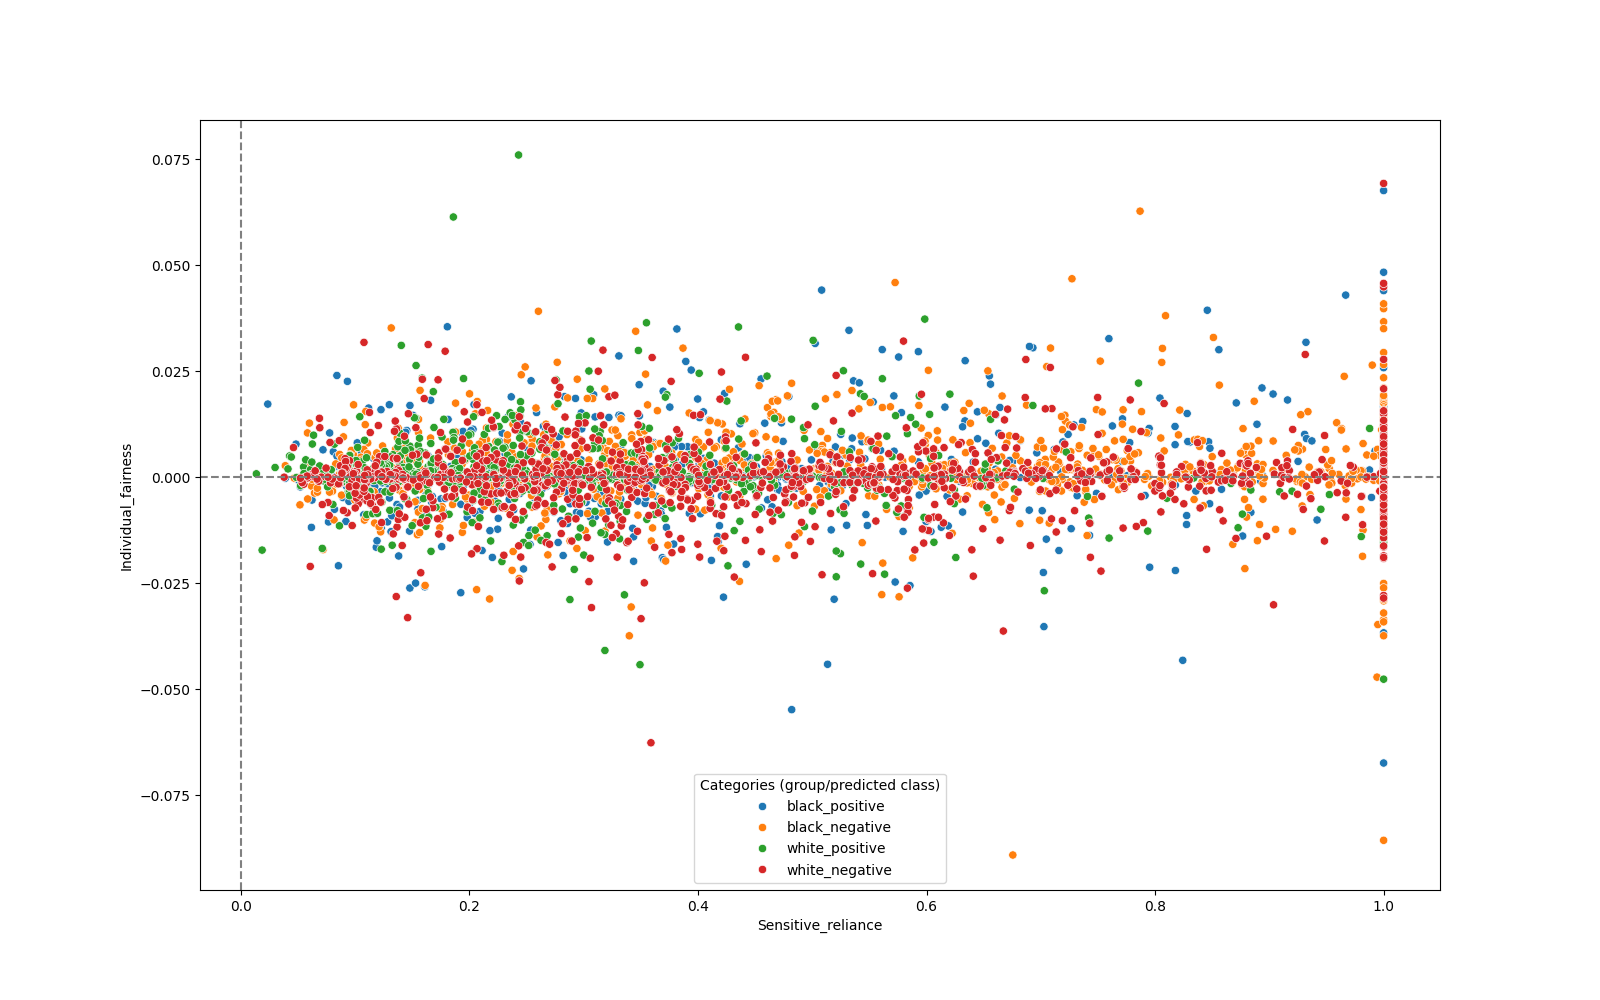 0.075
0.050
0.025
0.000
−0.025
−0.050
−0.075
Individual_fairness
0.0 0.2 0.4 0.6 0.8 1.0
Sensitive_reliance
Categories (group/predicted class)
black_positive
black_negative
white_positive
white_negative